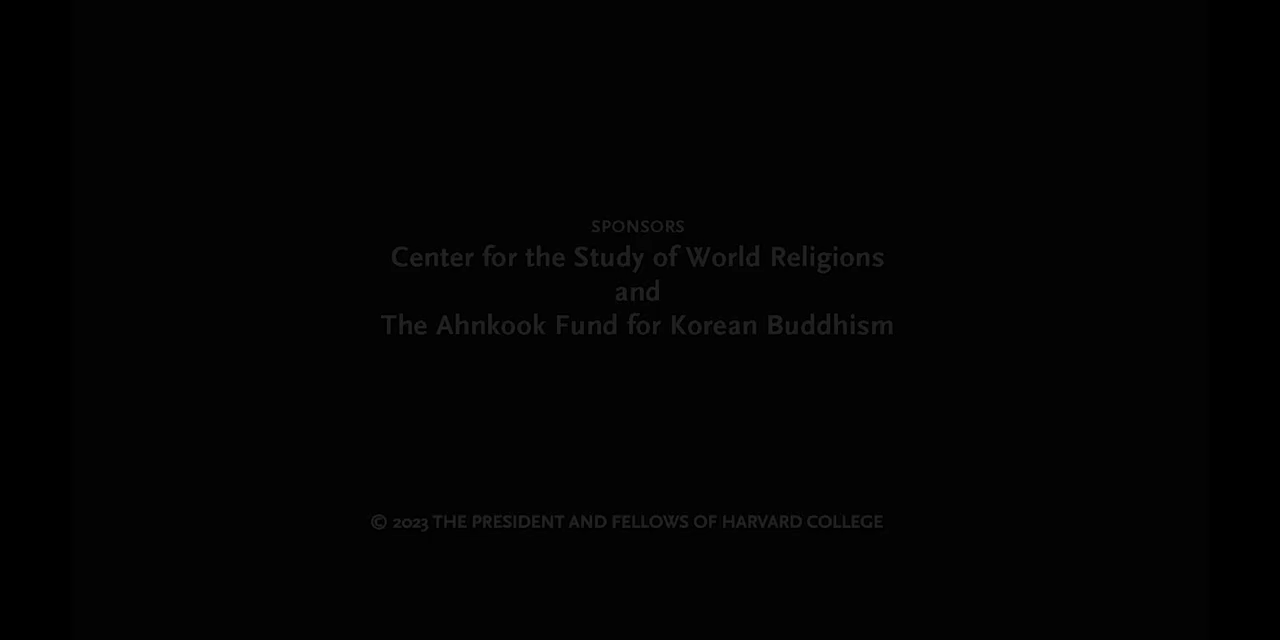 SPONSORS
Center for the Study of World Religions
and
The Ahnkook Fund for Korean Buddhism
© 2023 THE PRESIDENT AND FELLOWS OF HARVARD COLLEGE